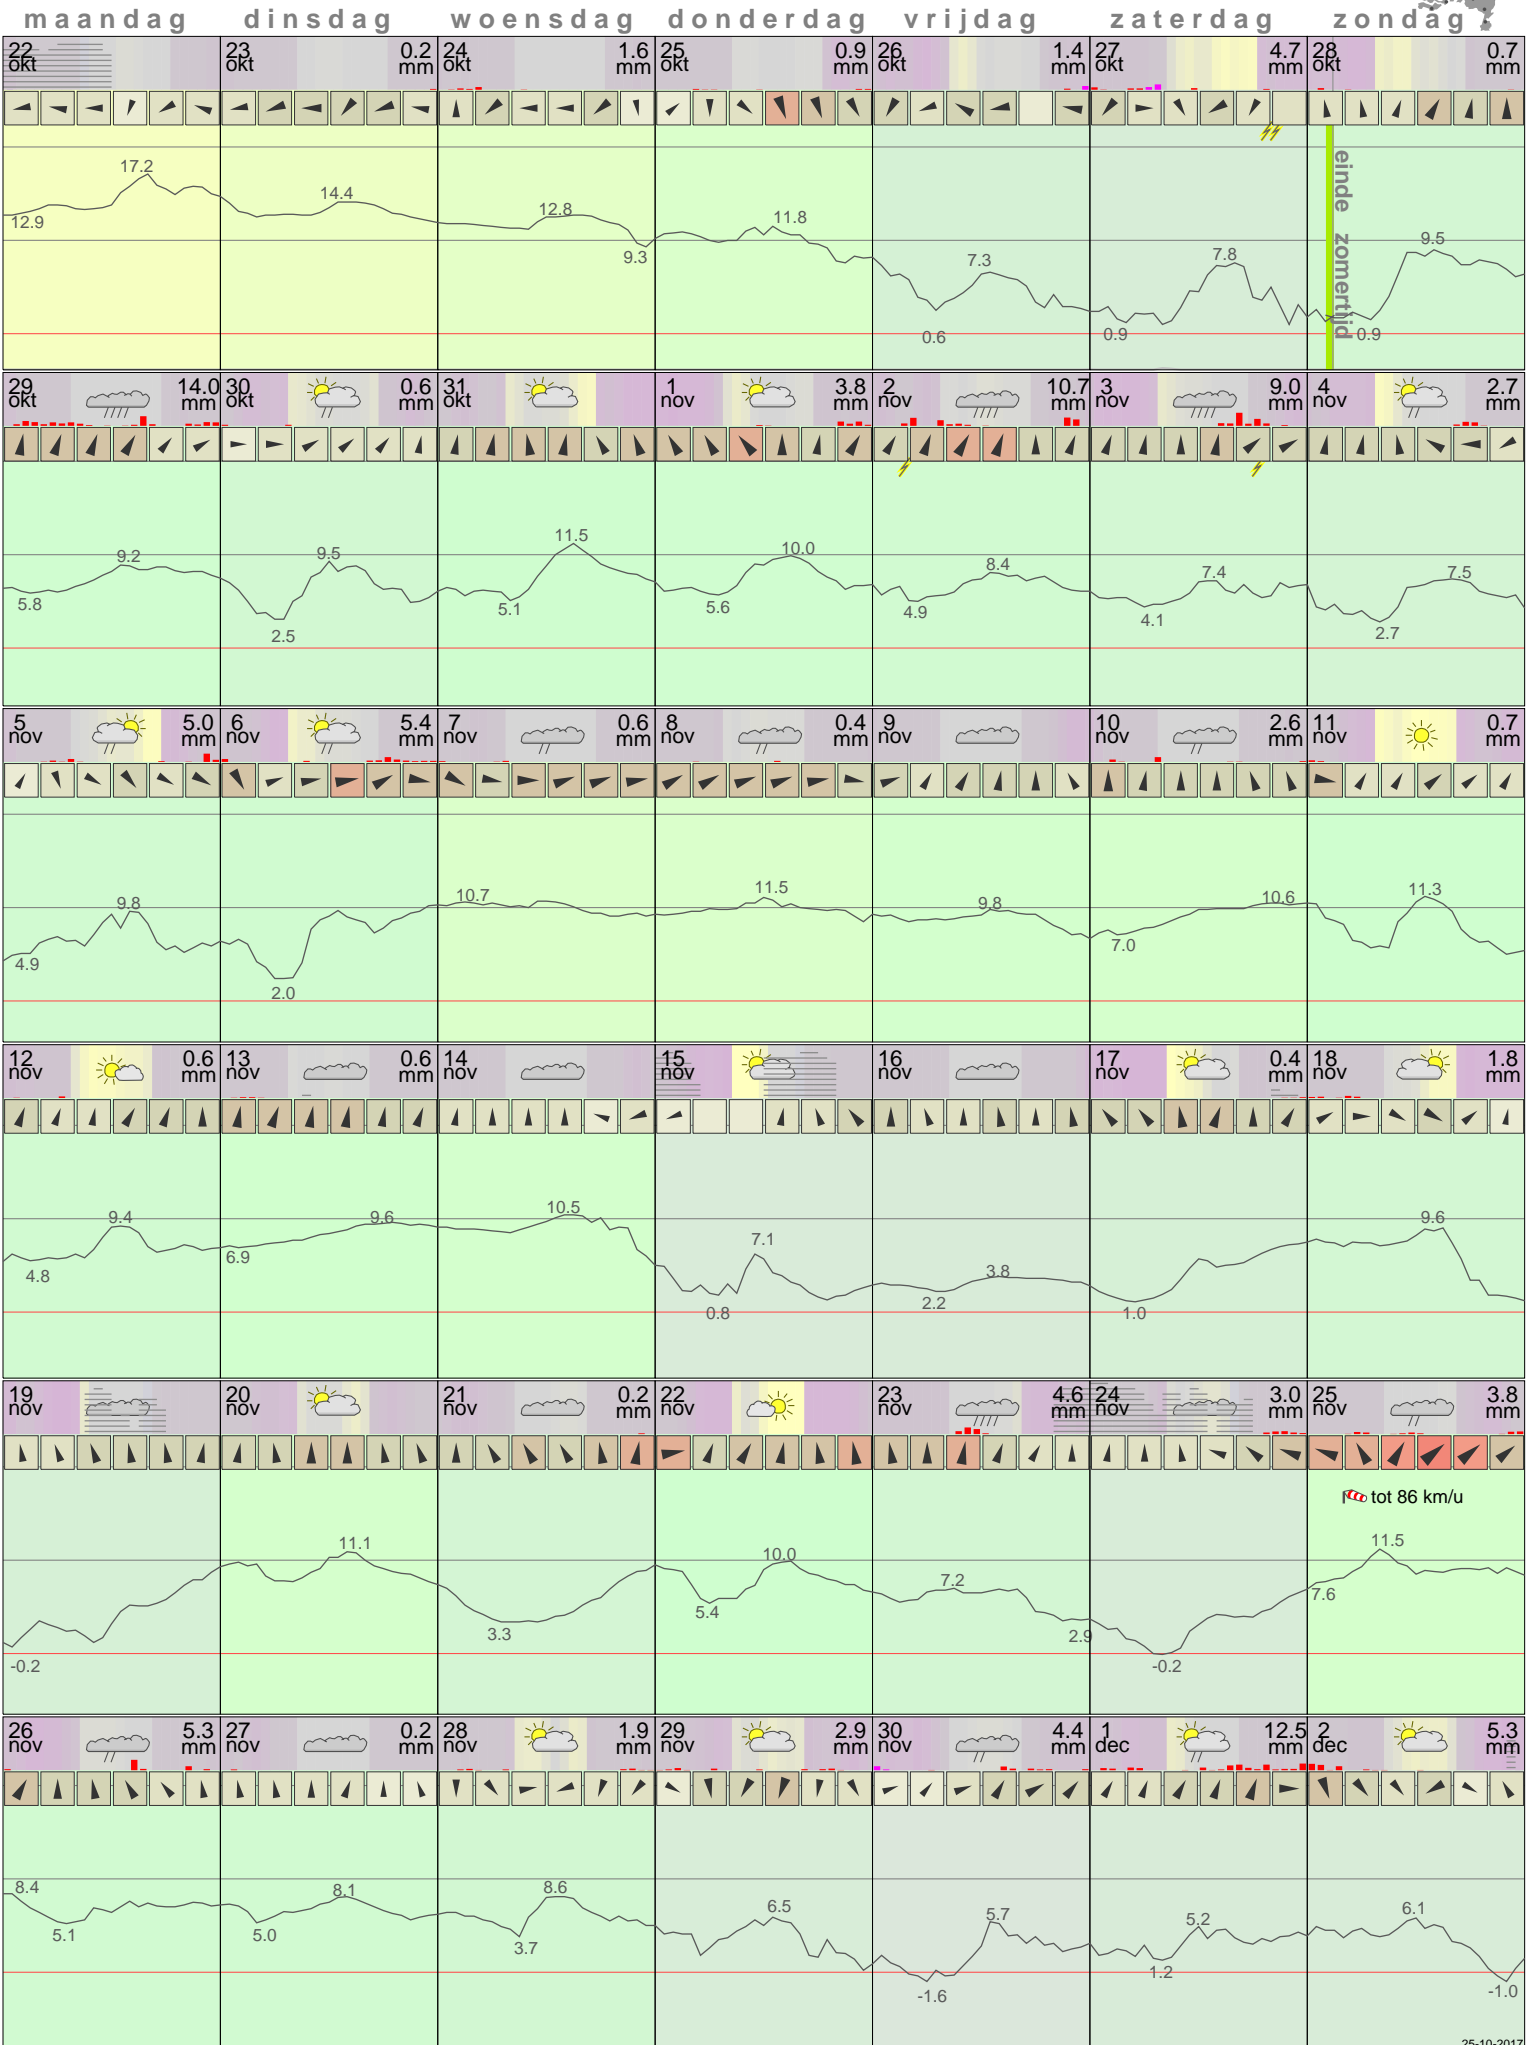 maandag dinsdag woensdag donderdag vrijdag zaterdag zondag
22 23 0.2 24 1.6 25 0.9 26 1.4 27 4.7 28 0.7
okt okt mm okt mm okt mm okt mm okt mm okt mm
17.2 14.4 12.8 11.8 7.3 7.8 9.5
12.9 9.3 0.6 0.9 0.9
einde zomertijd
29 14.0 30 0.6 31 1 3.8 2 10.7 3 9.0 4 2.7
okt mm okt mm okt nov mm nov mm nov mm nov mm
9.2 9.5 11.5 10.0 8.4 7.4 7.5
5.8 2.5 5.1 5.6 4.9 4.1 2.7
5 5.0 6 5.4 7 0.6 8 0.4 9 10 2.6 11 0.7
nov mm nov mm nov mm nov mm nov nov mm nov mm
9.8 10.7 11.5 9.8 10.6 11.3
4.9 2.0 7.0
12 0.6 13 0.6 14 15 16 17 0.4 18 1.8
nov mm nov mm nov nov nov nov mm nov mm
9.4 9.6 10.5 7.1 3.8 9.6
4.8 6.9 0.8 2.2 1.0
19 20 21 0.2 22 23 4.6 24 3.0 25 3.8
nov nov nov mm nov nov mm nov mm nov mm
tot 86 km/u
11.1 10.0 7.2 11.5
-0.2 3.3 5.4 2.9 -0.2 7.6
26 5.3 27 0.2 28 1.9 29 2.9 30 4.4 1 12.5 2 5.3
nov mm nov mm nov mm nov mm nov mm dec mm dec mm
8.4 8.1 8.6 6.5 5.7 5.2 6.1
5.1 5.0 3.7 -1.6 1.2 -1.0
25-10-2017